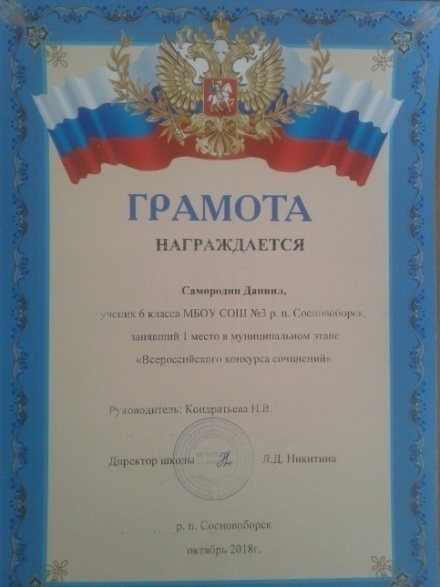 ГРАМОТА
НАГРАЖДАЕТСЯ
Самородин Даниил,
ученик 6 класса МБОУ СОШ №3 р. п. Сосновоборск,
занявший 1 место в муниципальном этапе
«Всероссийского конкурса сочинений»
Руководитель: Кондратьева Н.В.
Директор школы Л.Д. Никитина
р. п. Сосновоборск
октябрь 2018г.